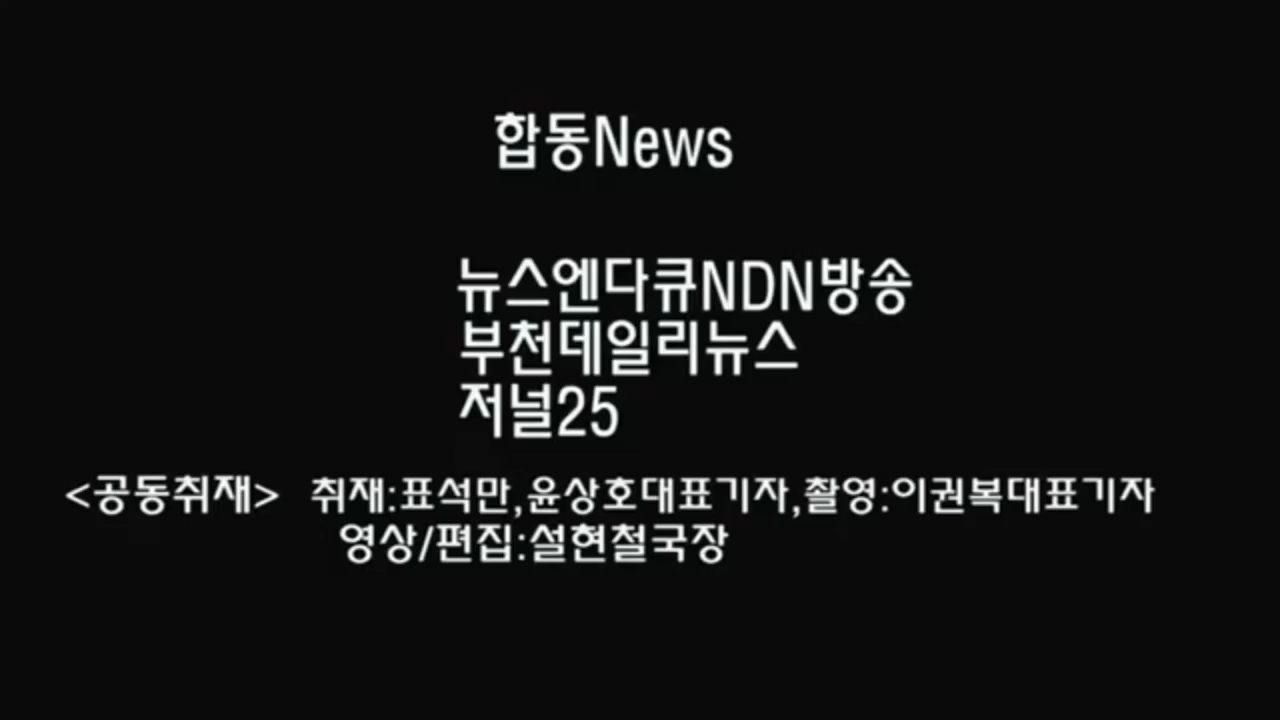 합동News
뉴스엔다큐NDN방송
부천데일리뉴스
저널25
<공동취재> 취재:표석만,윤상호대표기자,촬영:이권복대표기자
영상/편집:설현철국장